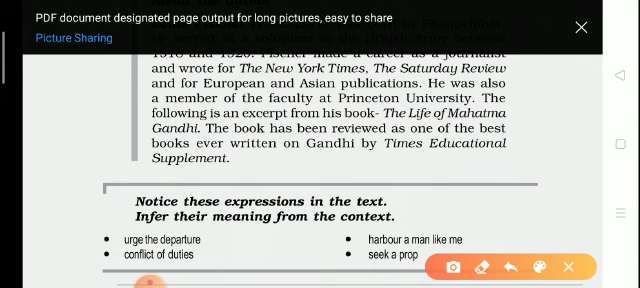 PDF document designated page output for long pictures, easy to share
Picture Sharing
and wrote for The New York Times, The Saturday Review
and for European and Asian publications. He was also
a member of the faculty at Princeton University. The
following is an excerpt from his book- The Life of Mahatma
Gandhi. The book has been reviewed as one of the best
books ever written on Gandhi by Times Educational
Supplement.
Notice these expressions in the text.
Infer their meaning from the context.
• urge the departure
• harbour a man like me
• conflict of duties
• seek a prop